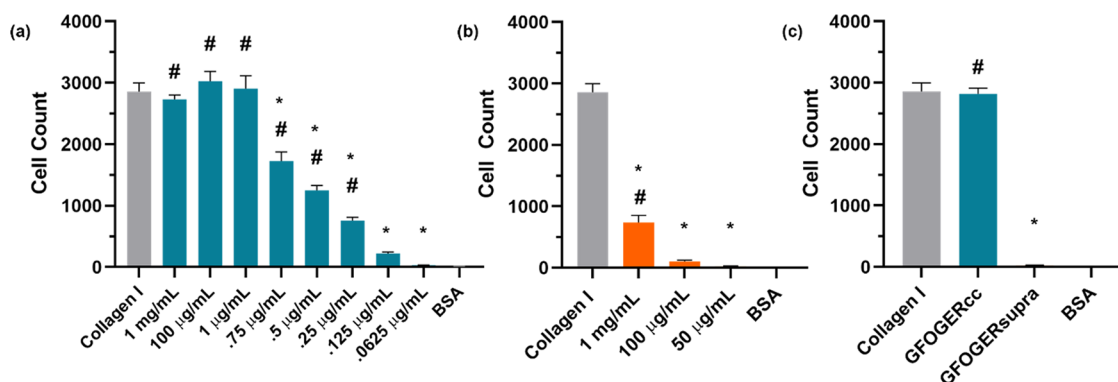 (a)
Cell Count
4000
3000
2000
1000
0
# # # * # * # * # * *
Collagen I
1 mg/mL
100 µg/mL
1 µg/mL
.75 µg/mL
.5 µg/mL
.25 µg/mL
.125 µg/mL
.0625 µg/mL
BSA
(b)
Cell Count
4000
3000
2000
1000
0
* # * *
Collagen I
1 mg/mL
100 µg/mL
50 µg/mL
BSA
(c)
Cell Count
4000
3000
2000
1000
0
# *
Collagen I
GFOGERcc
GFOGERsupra
BSA